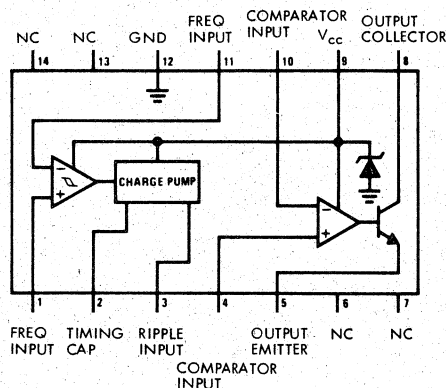 NC
NC
GND
FREQ
INPUT
COMPARATOR
INPUT
Vcc
OUTPUT
COLLECTOR
14
13
12
11
10
9
8
CHARGE PUMP
−
+
−
+
1
2
3
4
5
6
7
FREQ
INPUT
TIMING
CAP
RIPPLE
INPUT
COMPARATOR
INPUT
OUTPUT
EMITTER
NC
NC